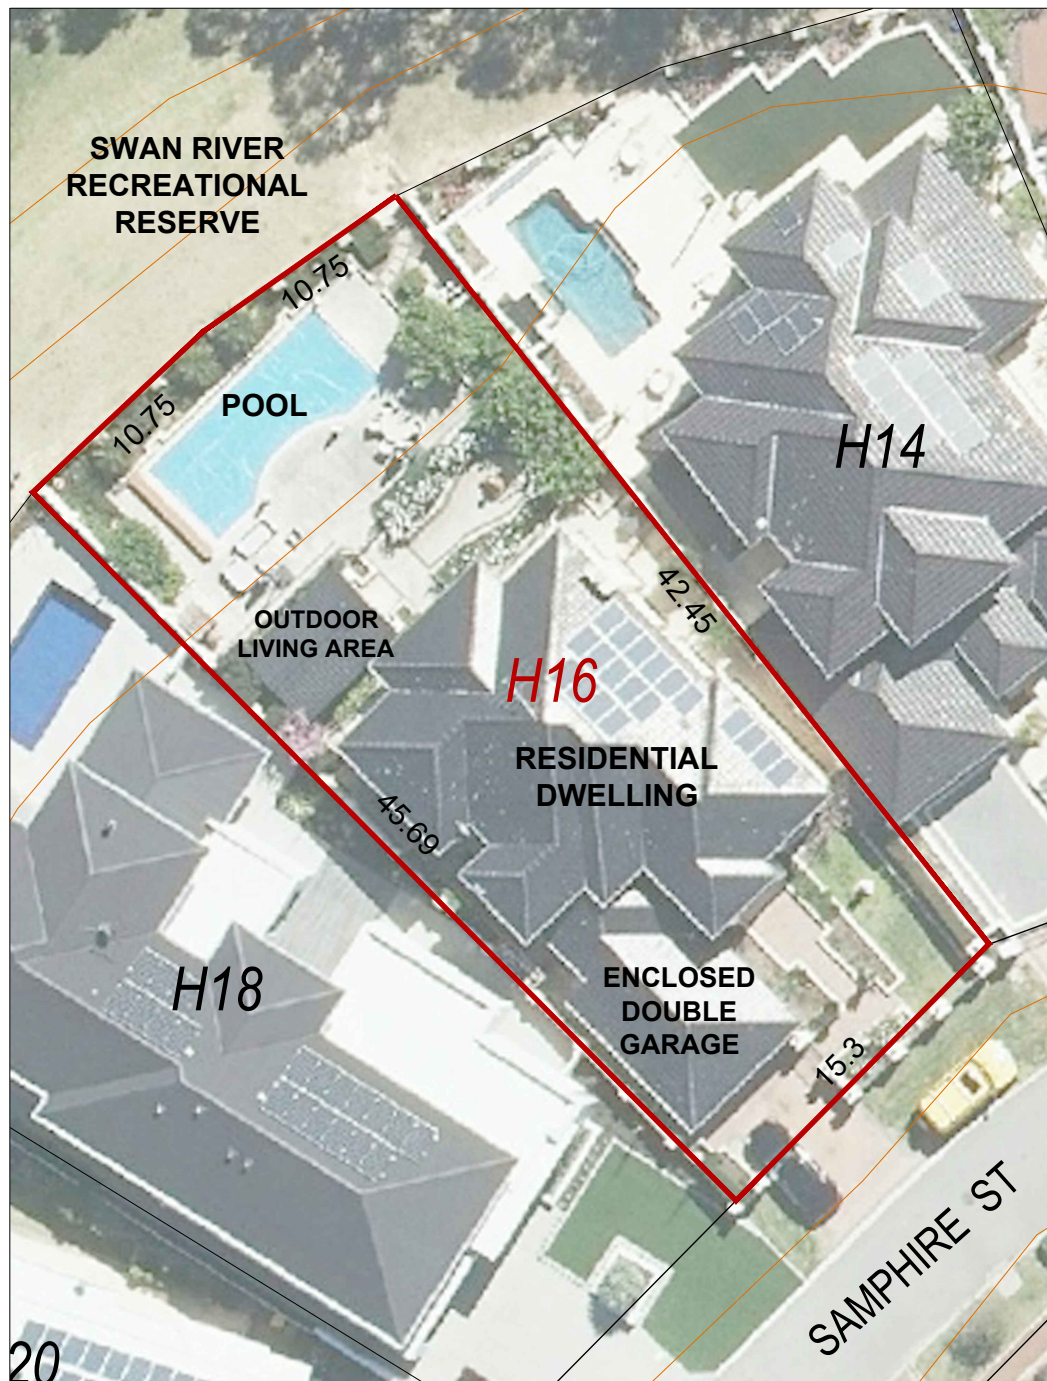 SWAN RIVER
RECREATIONAL
RESERVE
10.75
10.75
POOL
H14
42.45
OUTDOOR
LIVING AREA
H16
RESIDENTIAL
DWELLING
45.69
H18
ENCLOSED
DOUBLE
GARAGE
15.3
SAMPHIRE ST
20